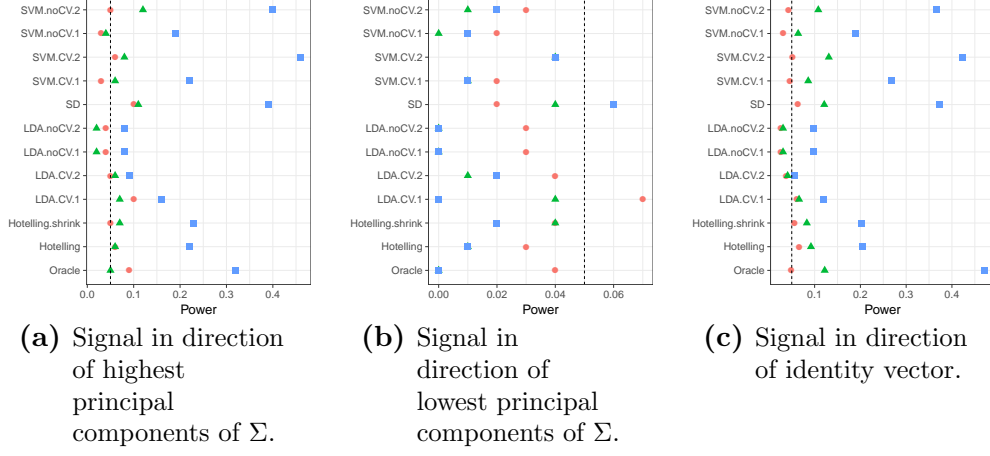 SVM.noCV.2
SVM.noCV.1
SVM.CV.2
SVM.CV.1
SD
LDA.noCV.2
LDA.noCV.1
LDA.CV.2
LDA.CV.1
Hotelling.shrink
Hotelling
Oracle
0.0 0.1 0.2 0.3 0.4
Power
(a) Signal in direction
of highest
principal
components of Σ.
SVM.noCV.2
SVM.noCV.1
SVM.CV.2
SVM.CV.1
SD
LDA.noCV.2
LDA.noCV.1
LDA.CV.2
LDA.CV.1
Hotelling.shrink
Hotelling
Oracle
0.00 0.02 0.04 0.06
Power
(b) Signal in
direction of
lowest principal
components of Σ.
SVM.noCV.2
SVM.noCV.1
SVM.CV.2
SVM.CV.1
SD
LDA.noCV.2
LDA.noCV.1
LDA.CV.2
LDA.CV.1
Hotelling.shrink
Hotelling
Oracle
0.1 0.2 0.3 0.4
Power
(c) Signal in direction
of identity vector.